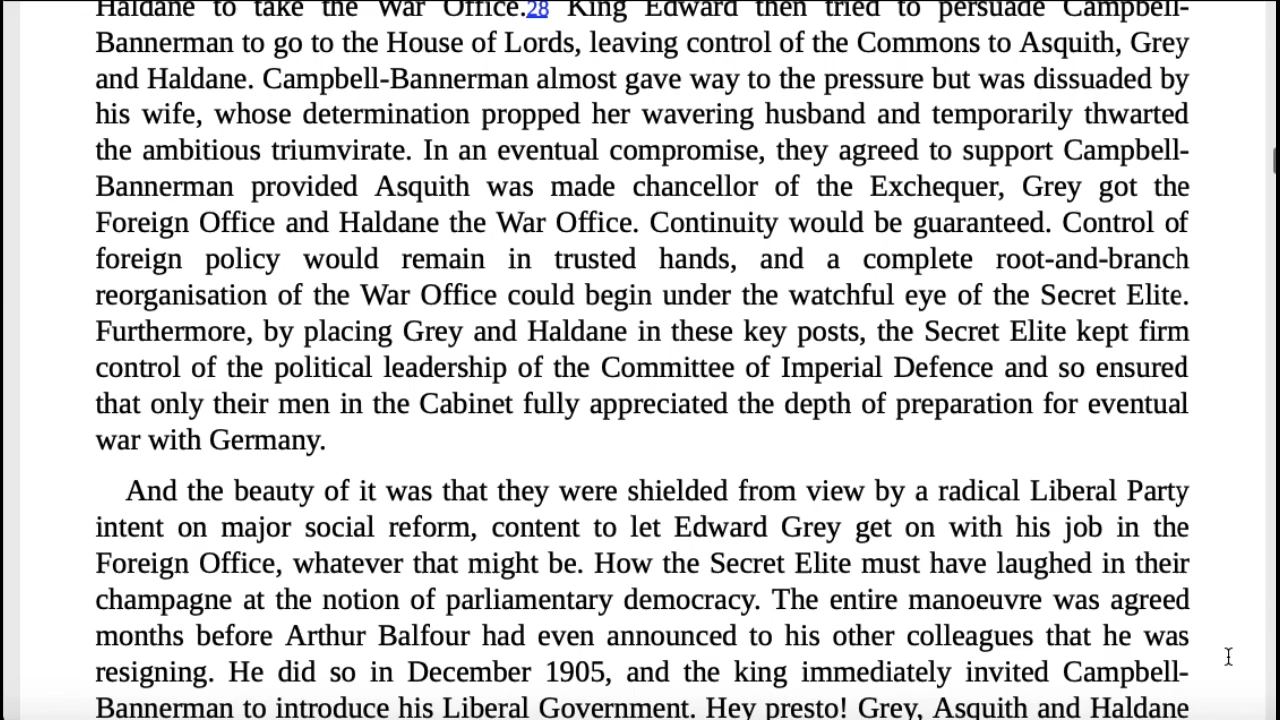 Haldane to take the War Office.28 King Edward then tried to persuade Campbell-
Bannerman to go to the House of Lords, leaving control of the Commons to Asquith, Grey
and Haldane. Campbell-Bannerman almost gave way to the pressure but was dissuaded by
his wife, whose determination propped her wavering husband and temporarily thwarted
the ambitious triumvirate. In an eventual compromise, they agreed to support Campbell-
Bannerman provided Asquith was made chancellor of the Exchequer, Grey got the
Foreign Office and Haldane the War Office. Continuity would be guaranteed. Control of
foreign policy would remain in trusted hands, and a complete root-and-branch
reorganisation of the War Office could begin under the watchful eye of the Secret Elite.
Furthermore, by placing Grey and Haldane in these key posts, the Secret Elite kept firm
control of the political leadership of the Committee of Imperial Defence and so ensured
that only their men in the Cabinet fully appreciated the depth of preparation for eventual
war with Germany.
And the beauty of it was that they were shielded from view by a radical Liberal Party
intent on major social reform, content to let Edward Grey get on with his job in the
Foreign Office, whatever that might be. How the Secret Elite must have laughed in their
champagne at the notion of parliamentary democracy. The entire manoeuvre was agreed
months before Arthur Balfour had even announced to his other colleagues that he was
resigning. He did so in December 1905, and the king immediately invited Campbell-
Bannerman to introduce his Liberal Government. Hey presto! Grey, Asquith and Haldane